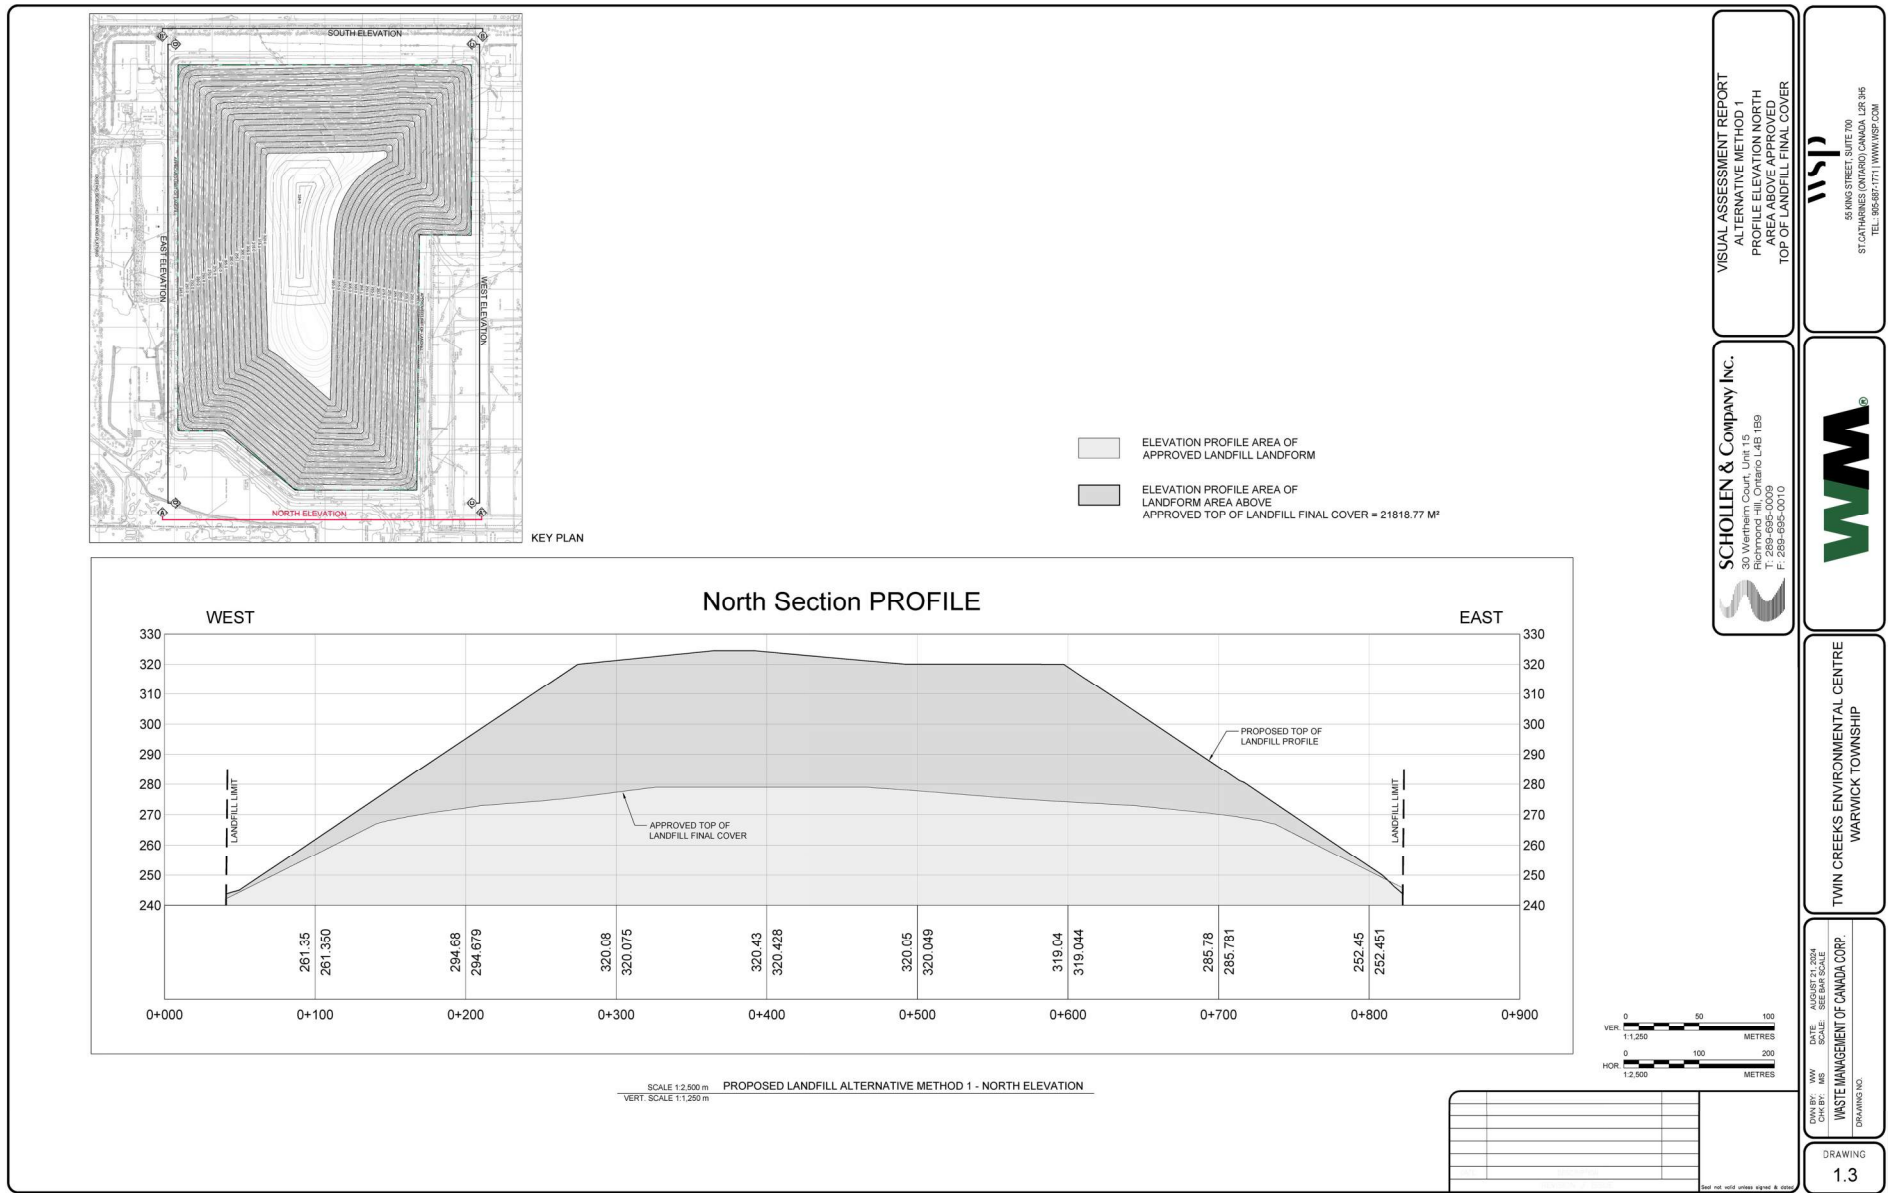 SOUTH ELEVATION
EAST ELEVATION
WEST ELEVATION
NORTH ELEVATION
KEY PLAN
ELEVATION PROFILE AREA OF
APPROVED LANDFILL LANDFORM
ELEVATION PROFILE AREA OF
LANDFORM AREA ABOVE
APPROVED TOP OF LANDFILL FINAL COVER = 21818.77 M²
North Section PROFILE
WEST
EAST
330
320
310
300
290
280
270
260
250
240
330
320
310
300
290
280
270
260
250
240
LANDFILL LIMIT
APPROVED TOP OF
LANDFILL FINAL COVER
PROPOSED TOP OF
LANDFILL PROFILE
LANDFILL LIMIT
261.35
261.350
294.68
294.679
320.08
320.075
320.43
320.428
320.05
320.049
319.04
319.044
285.78
285.781
252.45
252.451
0+000
0+100
0+200
0+300
0+400
0+500
0+600
0+700
0+800
0+900
SCALE 1:2,500 m
VERT. SCALE 1:1,250 m
PROPOSED LANDFILL ALTERNATIVE METHOD 1 - NORTH ELEVATION
0 50 100
VER.
1:1,250 METRES
0 100 200
HOR.
1:2,500 METRES
VISUAL ASSESSMENT REPORT
ALTERNATIVE METHOD 1
PROFILE ELEVATION NORTH
AREA ABOVE APPROVED
TOP OF LANDFILL FINAL COVER
wsp
55 KING STREET, SUITE 700
ST.CATHARINES (ONTARIO) CANADA L2R 3H5
TEL.: 905-687-1771 | WWW.WSP.COM
SCHOLLEN & COMPANY INC.
30 Wertheim Court, Unit 15
Richmond Hill, Ontario L4B 1B9
T: 289-695-0009
F: 289-695-0010
WM®
TWIN CREEKS ENVIRONMENTAL CENTRE
WARWICK TOWNSHIP
DWN BY: WW DATE: AUGUST 21, 2024
CHK BY: MS SCALE: SEE BAR SCALE
WASTE MANAGEMENT OF CANADA CORP.
DRAWING NO.
DRAWING
1.3
Seal not valid unless signed & dated